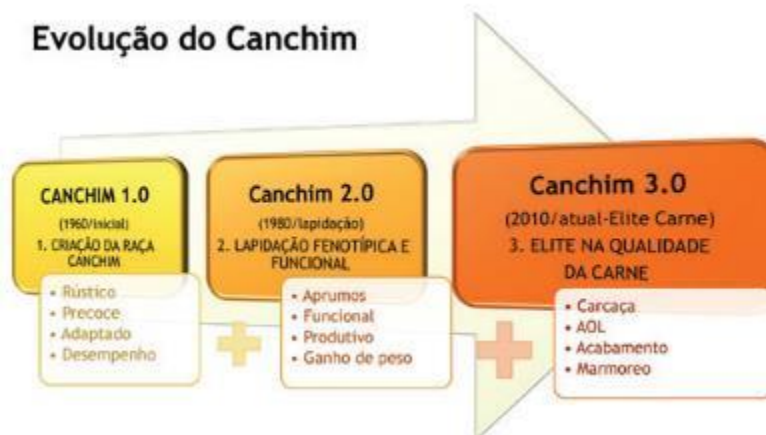 Evolução do Canchim
CANCHIM 1.0
(1960/inicial)
1. CRIAÇÃO DA RAÇA
CANCHIM
• Rústico
• Precoce
• Adaptado
• Desempenho
Canchim 2.0
(1980/lapidação)
2. LAPIDAÇÃO FENOTÍPICA E
FUNCIONAL
• Aprumos
• Funcional
• Produtivo
• Ganho de peso
Canchim 3.0
(2010/atual-Elite Carne)
3. ELITE NA QUALIDADE
DA CARNE
• Carcaça
• AOL
• Acabamento
• Marmoreo